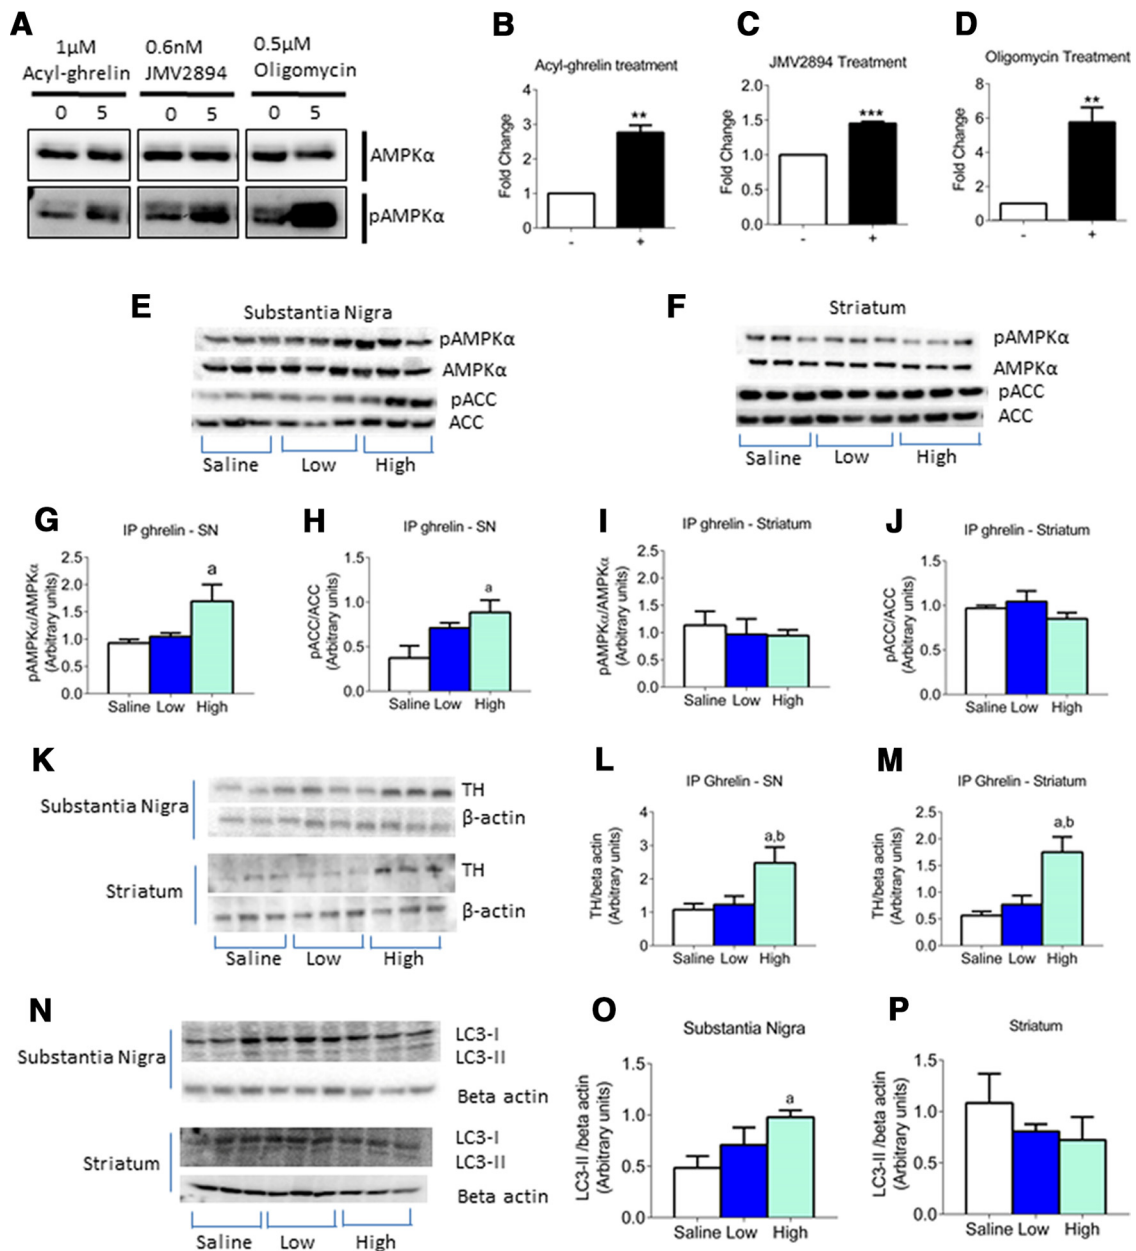 A
1µM
Acyl-ghrelin
0.6nM
JMV2894
0.5µM
Oligomycin
0 5 0 5 0 5
AMPKα
pAMPKα
B
Acyl-ghrelin treatment
Fold Change
4
3
2
1
0
**
- +
C
JMV2894 Treatment
Fold Change
2.0
1.5
1.0
0.5
0.0
***
- +
D
Oligomycin Treatment
Fold Change
8
6
4
2
0
**
- +
E
Substantia Nigra
pAMPKα
AMPKα
pACC
ACC
Saline Low High
F
Striatum
pAMPKα
AMPKα
pACC
ACC
Saline Low High
G
IP ghrelin - SN
pAMPKα/AMPKα
(Arbitrary units)
2.5
2.0
1.5
1.0
0.5
0.0
a
Saline Low High
H
IP ghrelin - SN
pACC/ACC
(Arbitrary units)
1.5
1.0
0.5
0.0
a
Saline Low High
I
IP ghrelin - Striatum
pAMPKα/AMPKα
(Arbitrary units)
2.5
2.0
1.5
1.0
0.5
0.0
Saline Low High
J
IP ghrelin - Striatum
pACC/ACC
(Arbitrary units)
1.5
1.0
0.5
0.0
Saline Low High
K
Substantia Nigra
TH
β-actin
Striatum
TH
β-actin
Saline Low High
L
IP Ghrelin - SN
TH/beta actin
(Arbitrary units)
4
3
2
1
0
a,b
Saline Low High
M
IP Ghrelin - Striatum
TH/beta actin
(Arbitrary units)
2.5
2.0
1.5
1.0
0.5
0.0
a,b
Saline Low High
N
Substantia Nigra
LC3-I
LC3-II
Beta actin
Striatum
LC3-I
LC3-II
Beta actin
Saline Low High
O
Substantia Nigra
LC3-II /beta actin
(Arbitrary units)
1.5
1.0
0.5
0.0
a
Saline Low High
P
Striatum
LC3-II/beta actin
(Arbitrary units)
1.5
1.0
0.5
0.0
Saline Low High